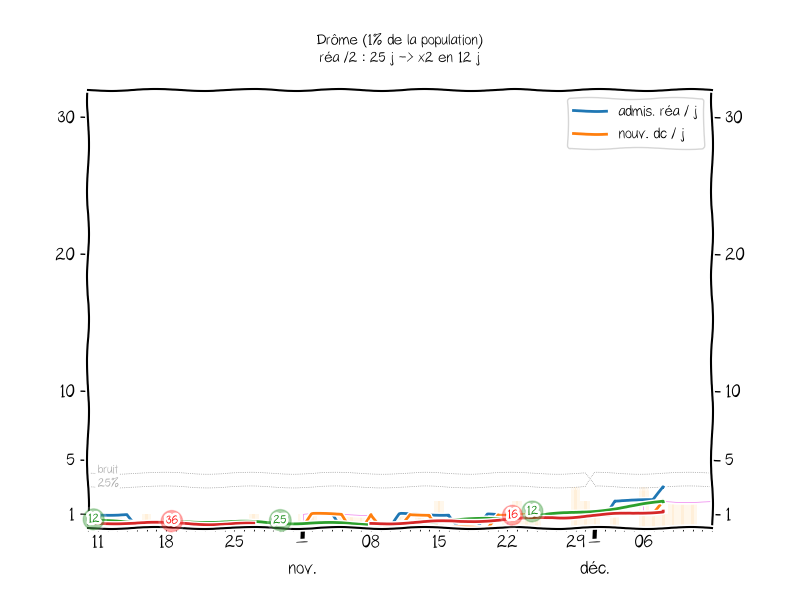 Drôme (1% de la population)
réa /2 : 25 j -> x2 en 12 j
admis. réa / j
nouv. dc / j
30 30
20 20
10 10
5 5
bruit
25%
1 1
12 36 25 16 12
11 18 25 08 15 22 29 06
nov. déc.